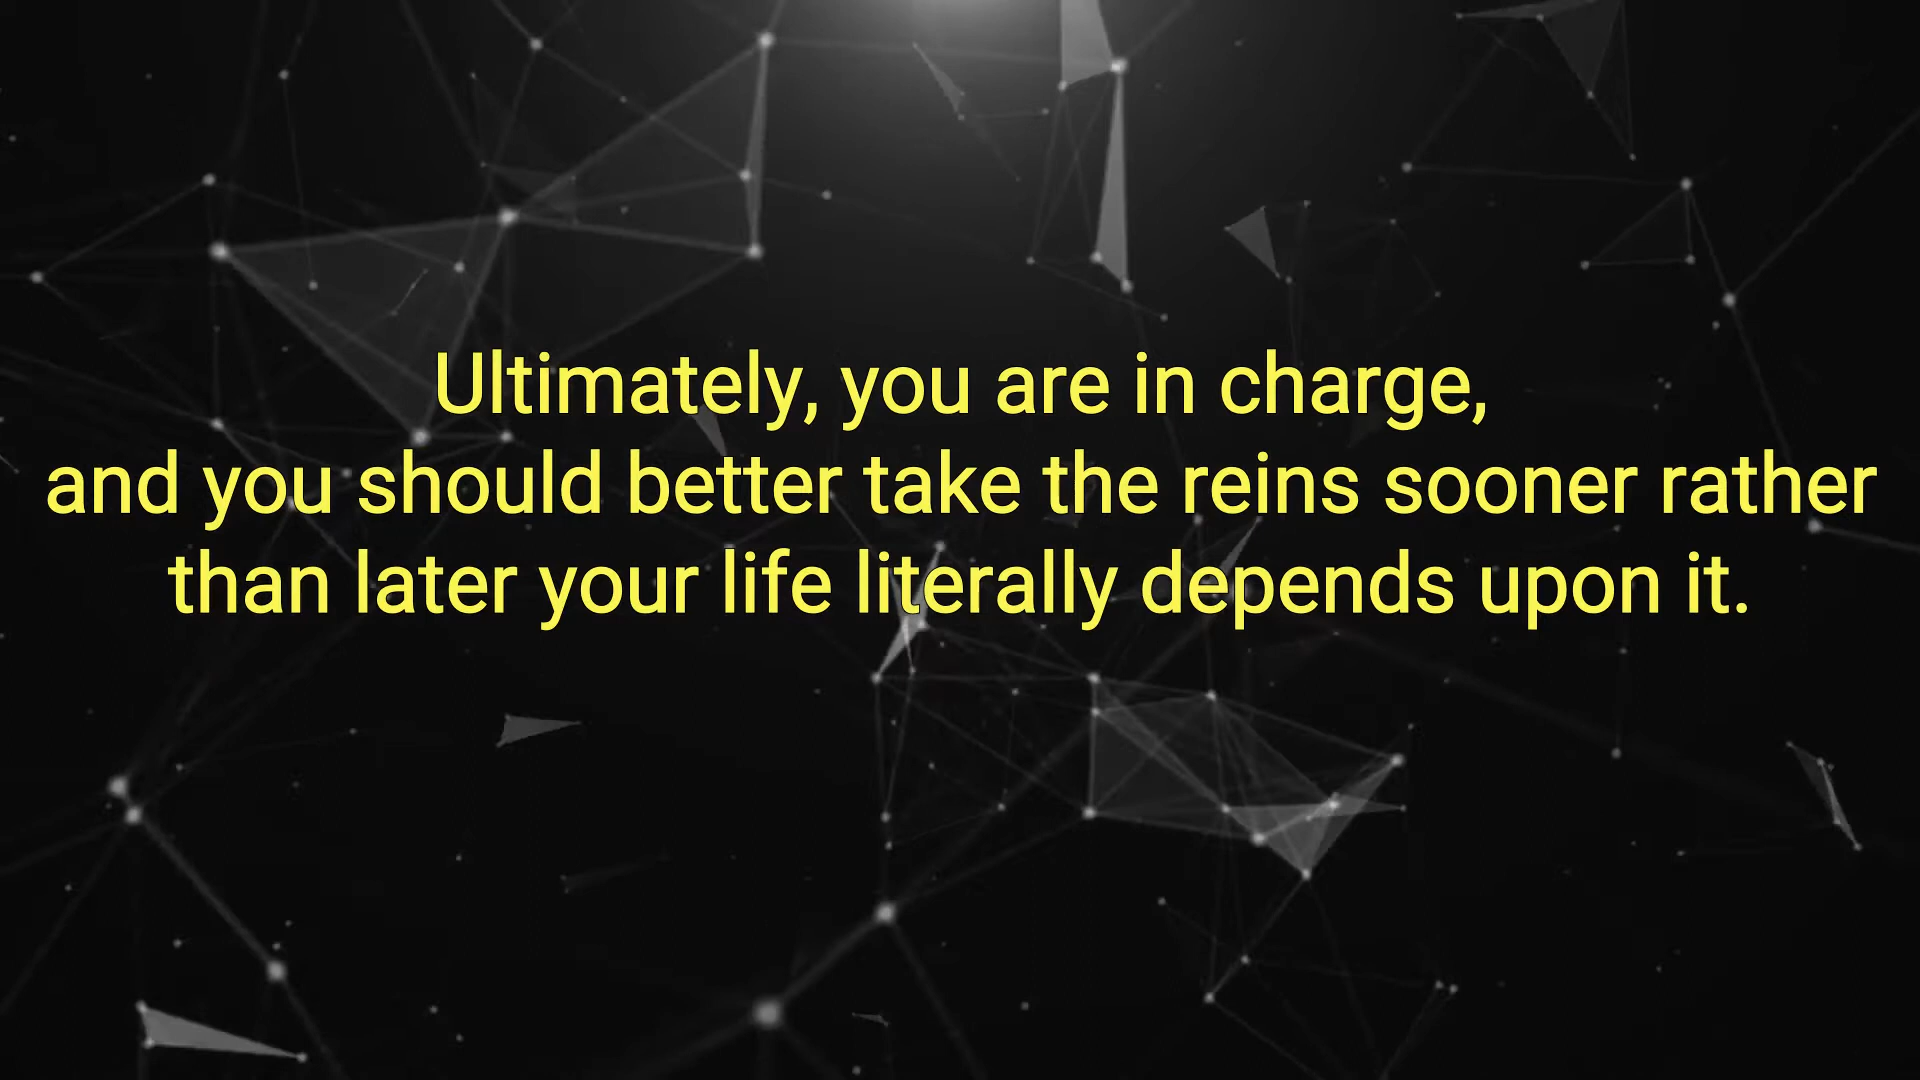 Ultimately, you are in charge,
and you should better take the reins sooner rather
than later your life literally depends upon it.